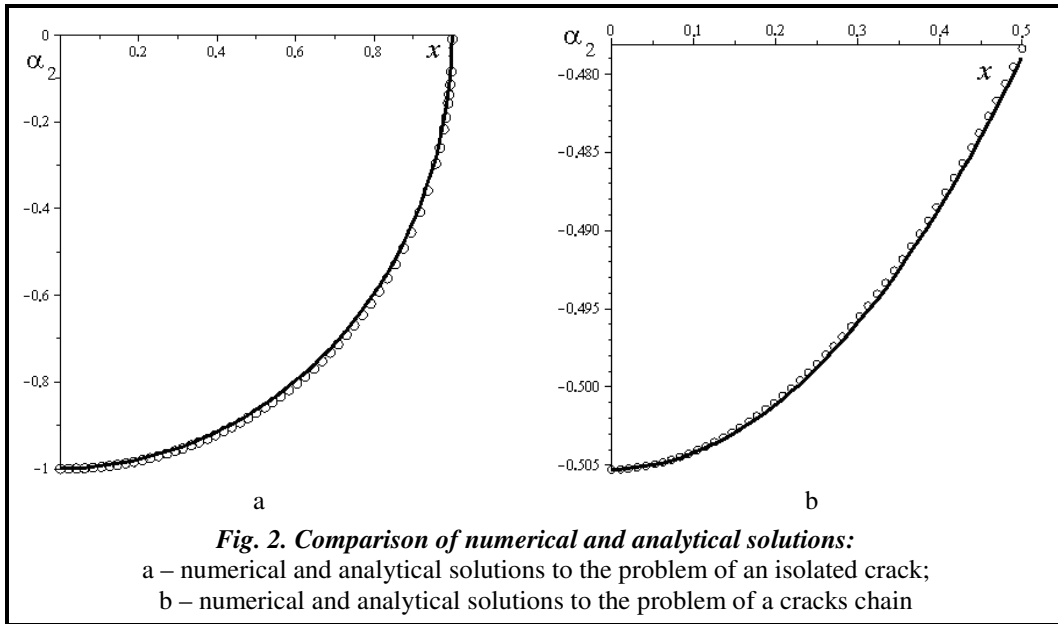 0 0.2 0.4 0.6 0.8 1
α₂ x
-0.2
-0.4
-0.6
-0.8
-1
a
0 0.1 0.2 0.3 0.4 0.5
α₂ x
-0.480
-0.485
-0.490
-0.495
-0.500
-0.505
b
Fig. 2. Comparison of numerical and analytical solutions:
a – numerical and analytical solutions to the problem of an isolated crack;
b – numerical and analytical solutions to the problem of a cracks chain